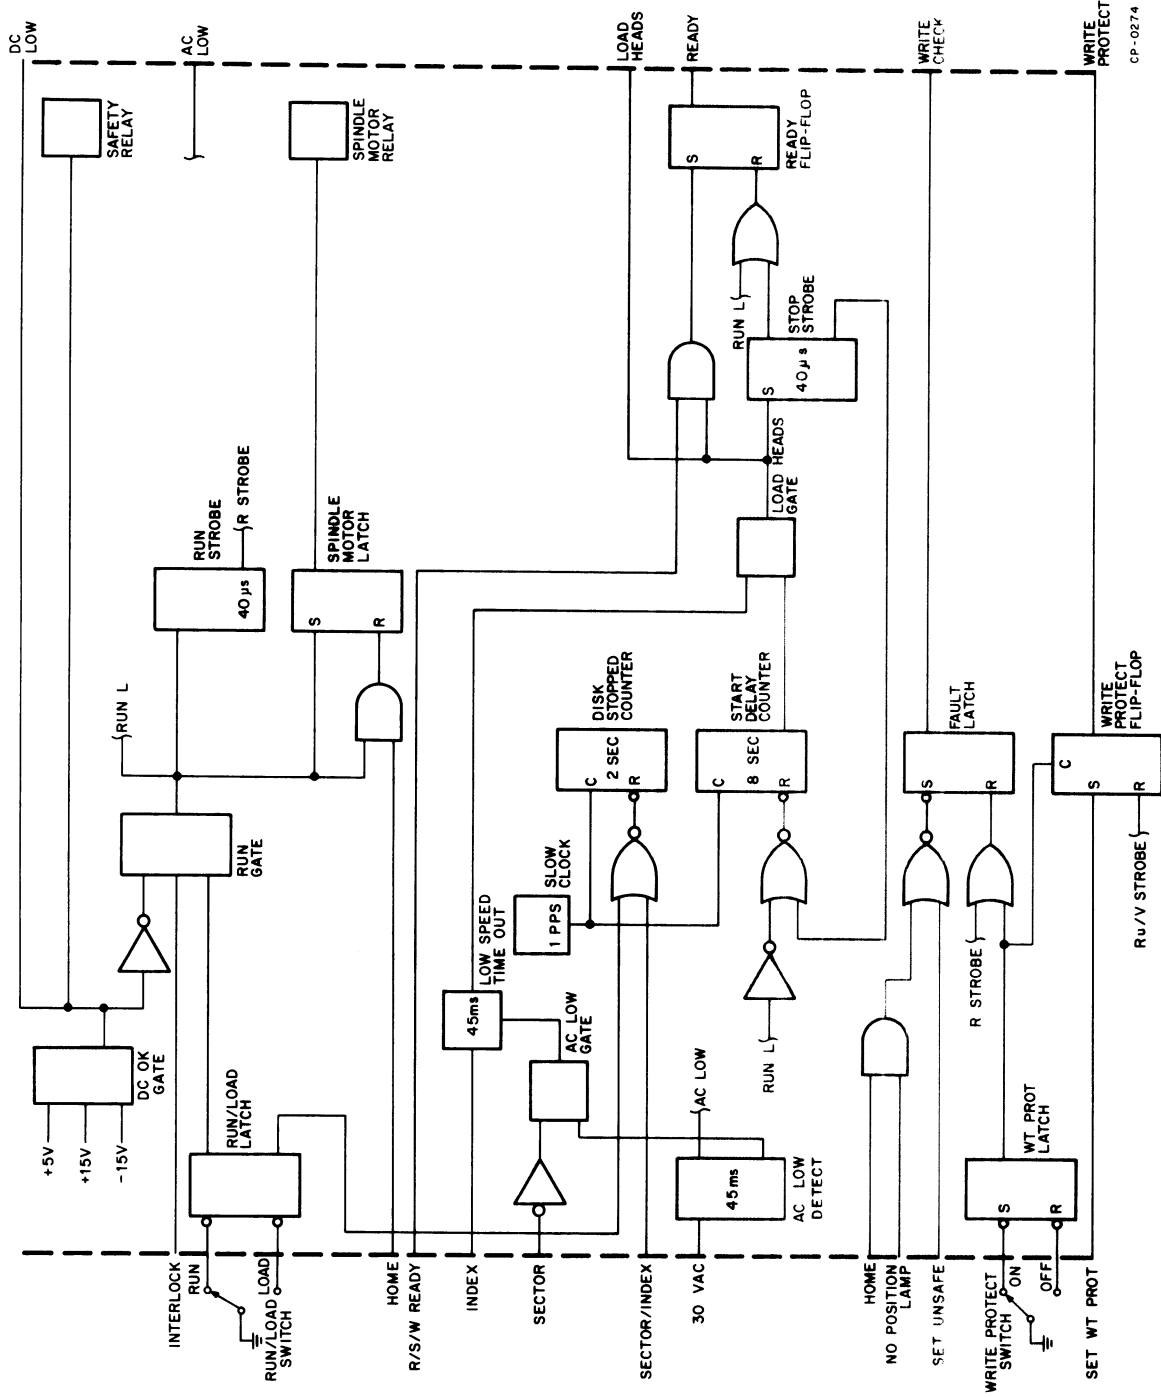 DC
LOW
AC
LOW
LOAD
HEADS
READY
WRITE
CHECK
WRITE
PROTECT
CP-0274
SAFETY
RELAY
SPINDLE
MOTOR
RELAY
S
R
READY
FLIP-FLOP
RUN L
STOP
STROBE
S
40 µs
LOAD HEADS
GATE
RUN
STROBE
R STROBE
40 µs
SPINDLE
MOTOR
LATCH
S
R
RUN L
RUN
GATE
DISK
STOPPED
COUNTER
C
2 SEC
R
START
DELAY
COUNTER
C
8 SEC
R
FAULT
LATCH
S
R
WRITE
PROTECT
FLIP-FLOP
C
S
R
Ru/V STROBE
SLOW
CLOCK
1 PPS
LOW SPEED
TIME OUT
45ms
AC LOW
GATE
RUN L
R STROBE
+5V
+15V
-15V
DC OK
GATE
RUN/LOAD
LATCH
AC LOW
45ms
AC LOW
DETECT
WT PROT
LATCH
S
R
INTERLOCK
RUN
LOAD
RUN/LOAD
SWITCH
HOME
R/S/W READY
INDEX
SECTOR
SECTOR/INDEX
30 VAC
HOME
NO POSITION
LAMP
SET UNSAFE
WRITE PROTECT
SWITCH
ON
OFF
SET WT PROT